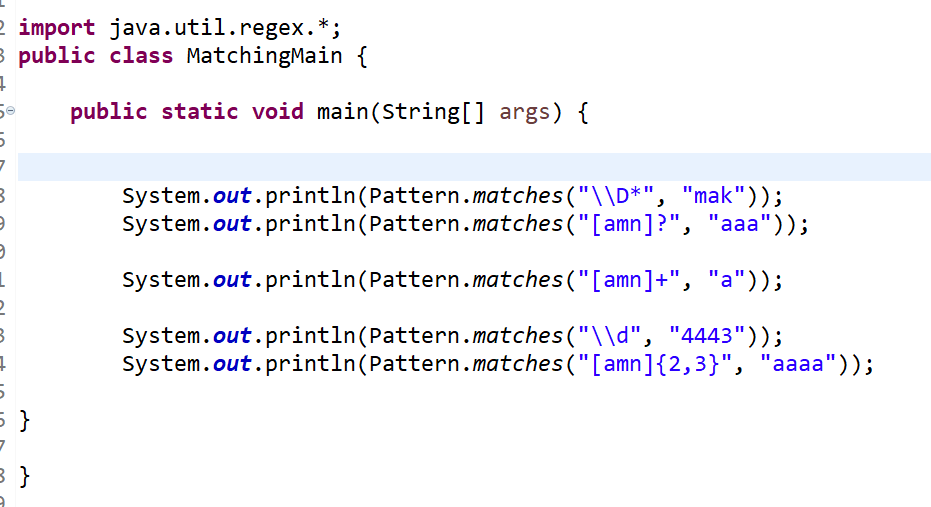 import java.util.regex.*;
public class MatchingMain {
public static void main(String[] args) {
System.out.println(Pattern.matches("\\D*", "mak"));
System.out.println(Pattern.matches("[amn]?", "aaa"));
System.out.println(Pattern.matches("[amn]+", "a"));
System.out.println(Pattern.matches("\\d", "4443"));
System.out.println(Pattern.matches("[amn]{2,3}", "aaaa"));
}
}